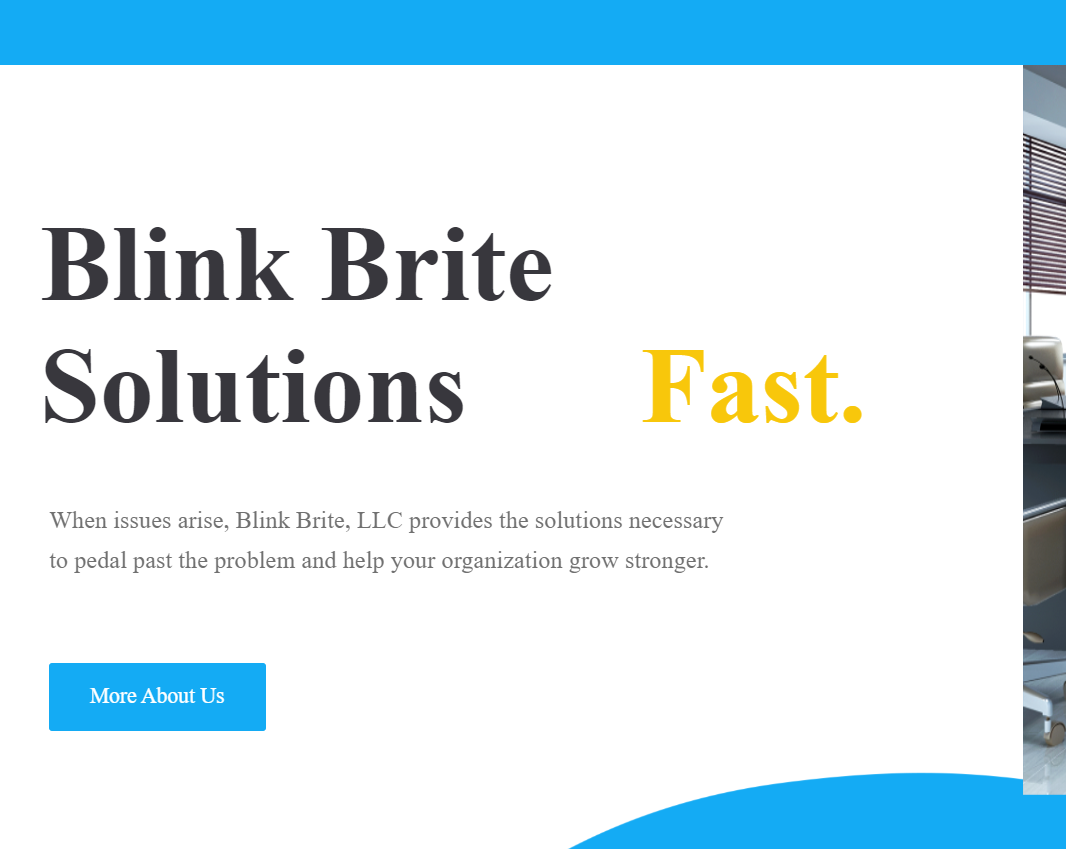 Blink Brite
Solutions Fast.
When issues arise, Blink Brite, LLC provides the solutions necessary
to pedal past the problem and help your organization grow stronger.
More About Us